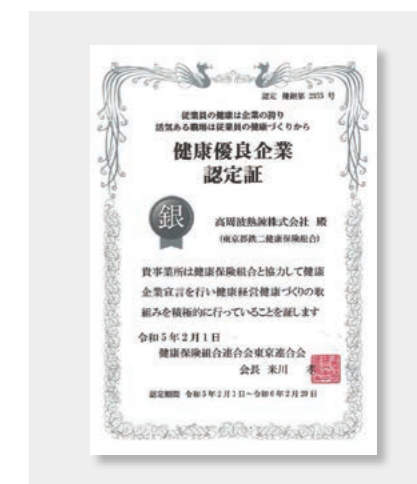 認定 健銀第 2355 号
従業員の健康は企業の誇り
活気ある職場は従業員の健康づくりから
健康優良企業
認定証
銀
高周波熱錬株式会社 殿
(東京都鉄二健康保険組合)
貴事業所は健康保険組合と協力して健康
企業宣言を行い健康経営健康づくりの取
組みを積極的に行っていることを証します
令和5年2月1日
健康保険組合連合会東京連合会
会長 米川 孝
認定期間 令和5年2月1日~令和6年2月29日